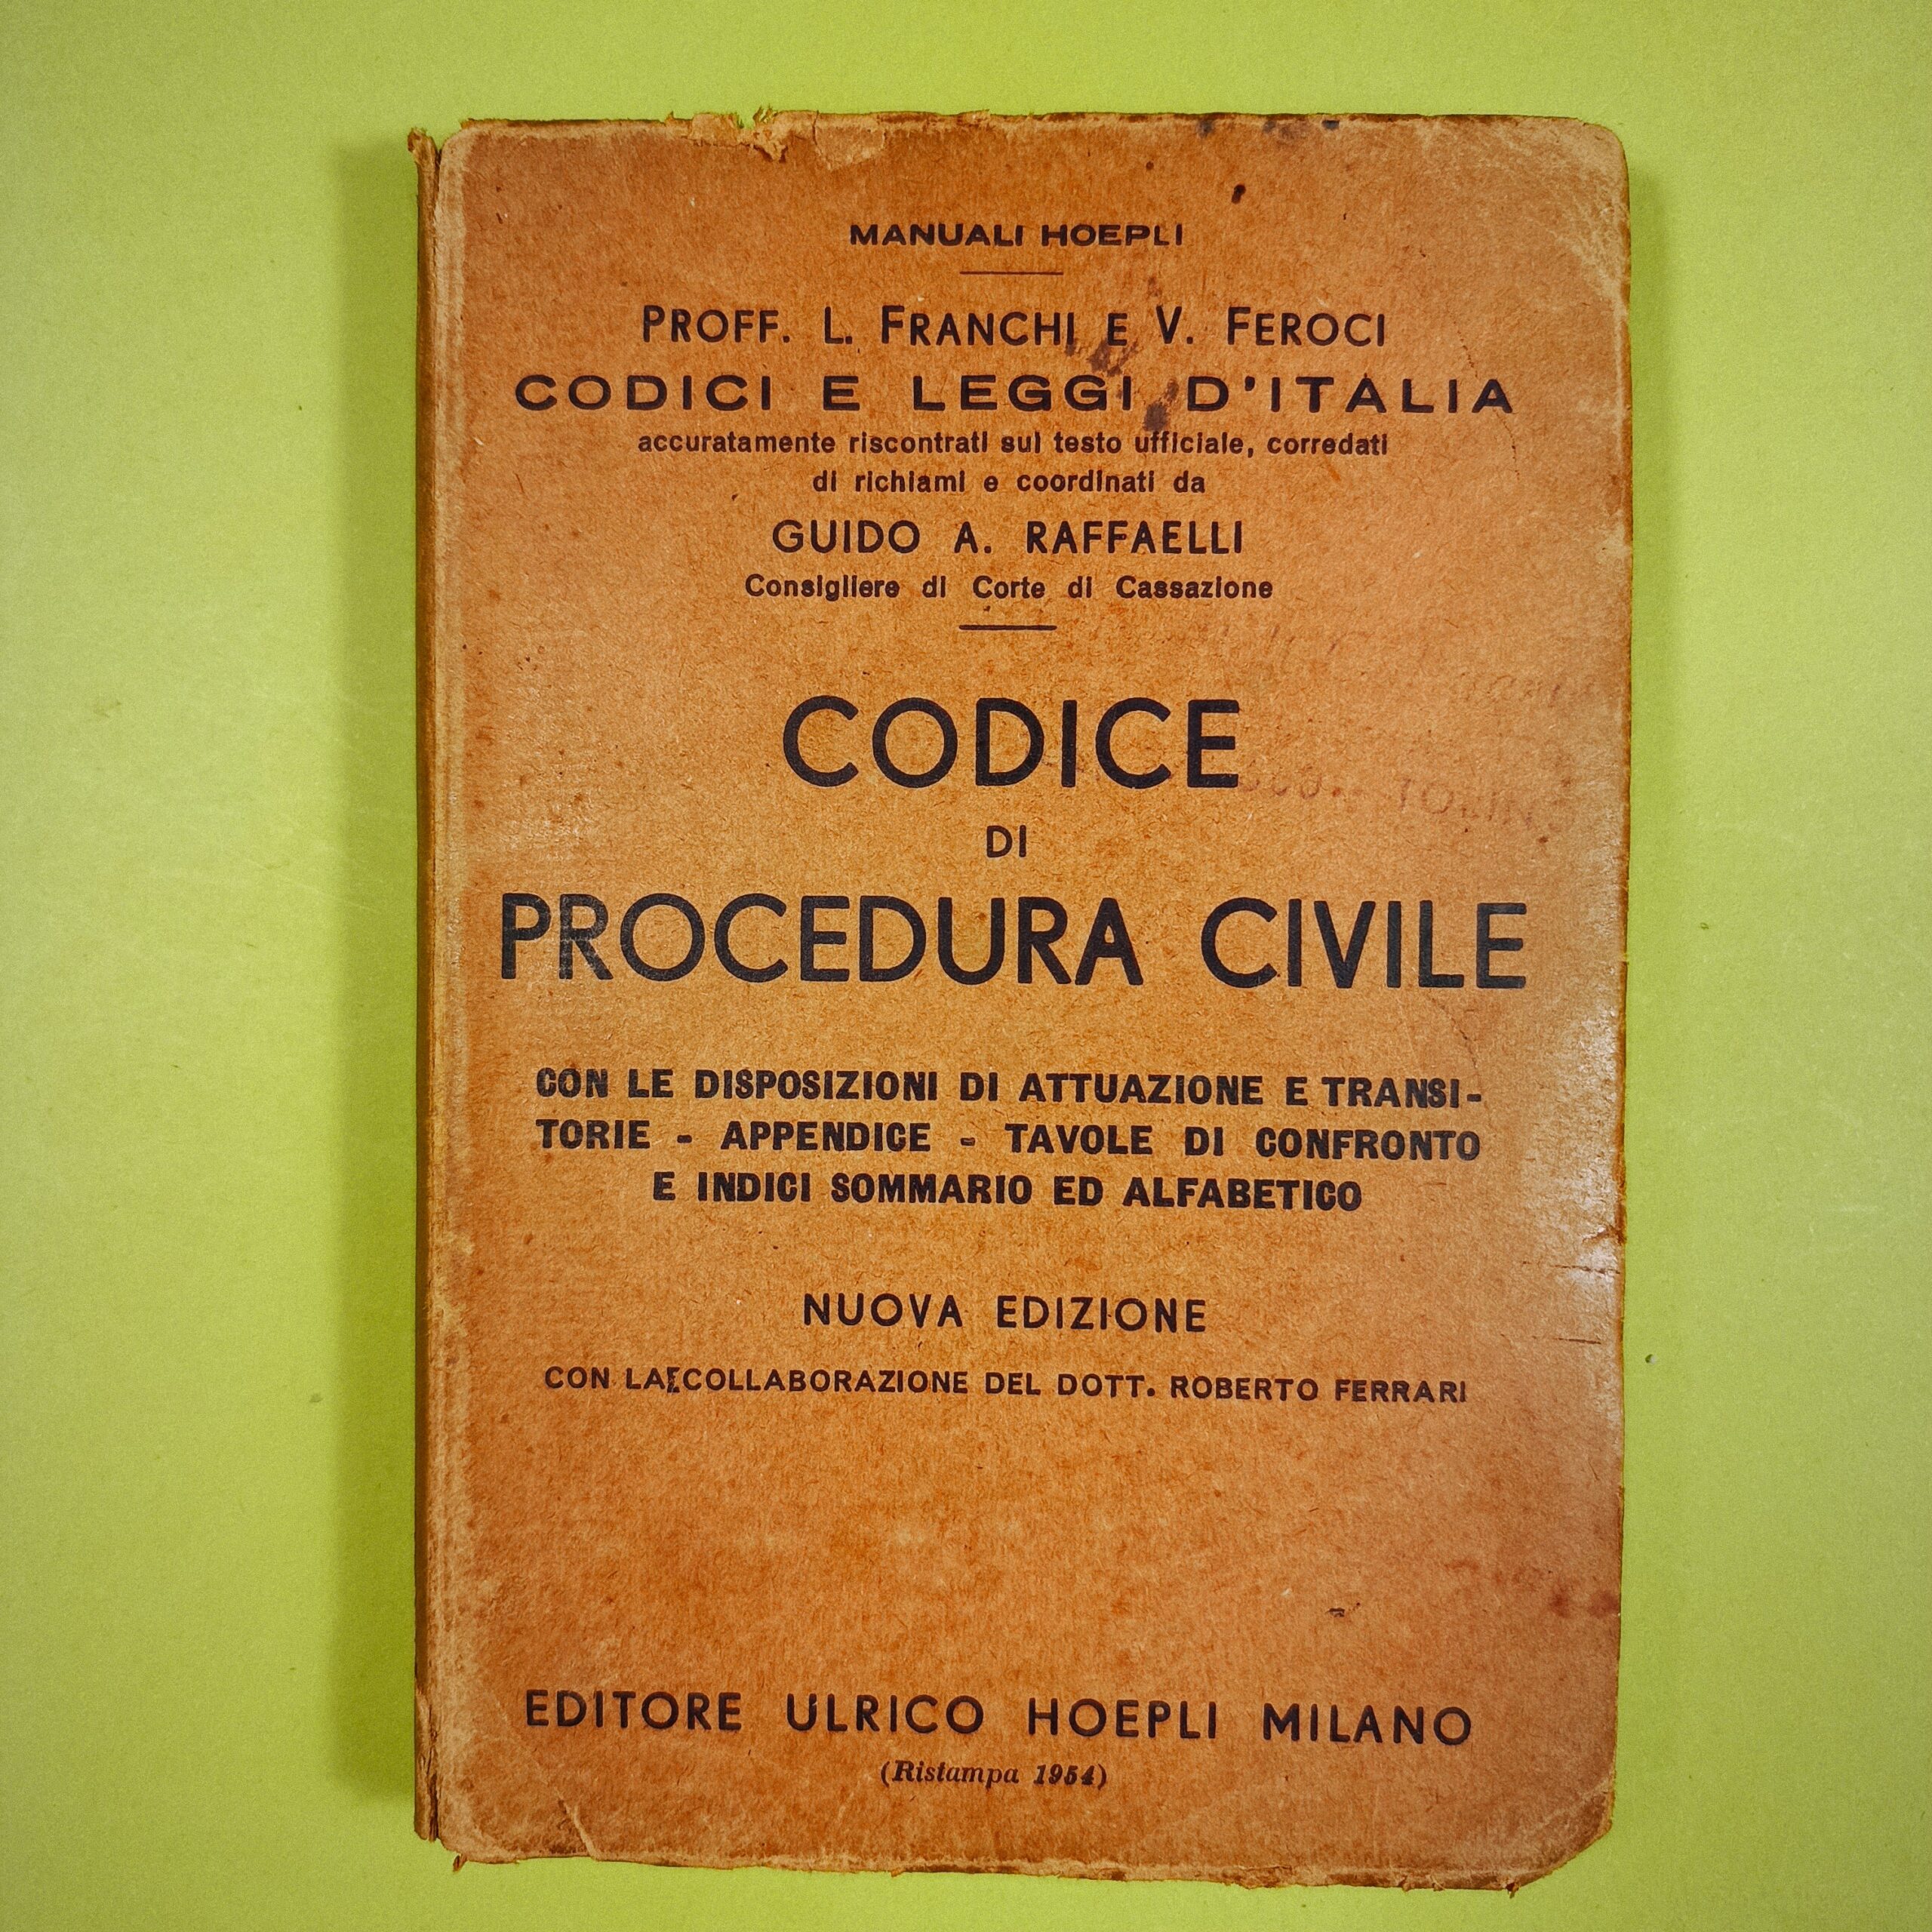 MANUALI HOEPLI
PROFF. L. FRANCHI E V. FEROCI
CODICI E LEGGI D'ITALIA
accuratamente riscontrati sul testo ufficiale, corredati
di richiami e coordinati da
GUIDO A. RAFFAELLI
Consigliere di Corte di Cassazione
CODICE
DI
PROCEDURA CIVILE
CON LE DISPOSIZIONI DI ATTUAZIONE E TRANSI-
TORIE - APPENDICE - TAVOLE DI CONFRONTO
E INDICI SOMMARIO ED ALFABETICO
NUOVA EDIZIONE
CON LA COLLABORAZIONE DEL DOTT. ROBERTO FERRARI
EDITORE ULRICO HOEPLI MILANO
(Ristampa 1954)